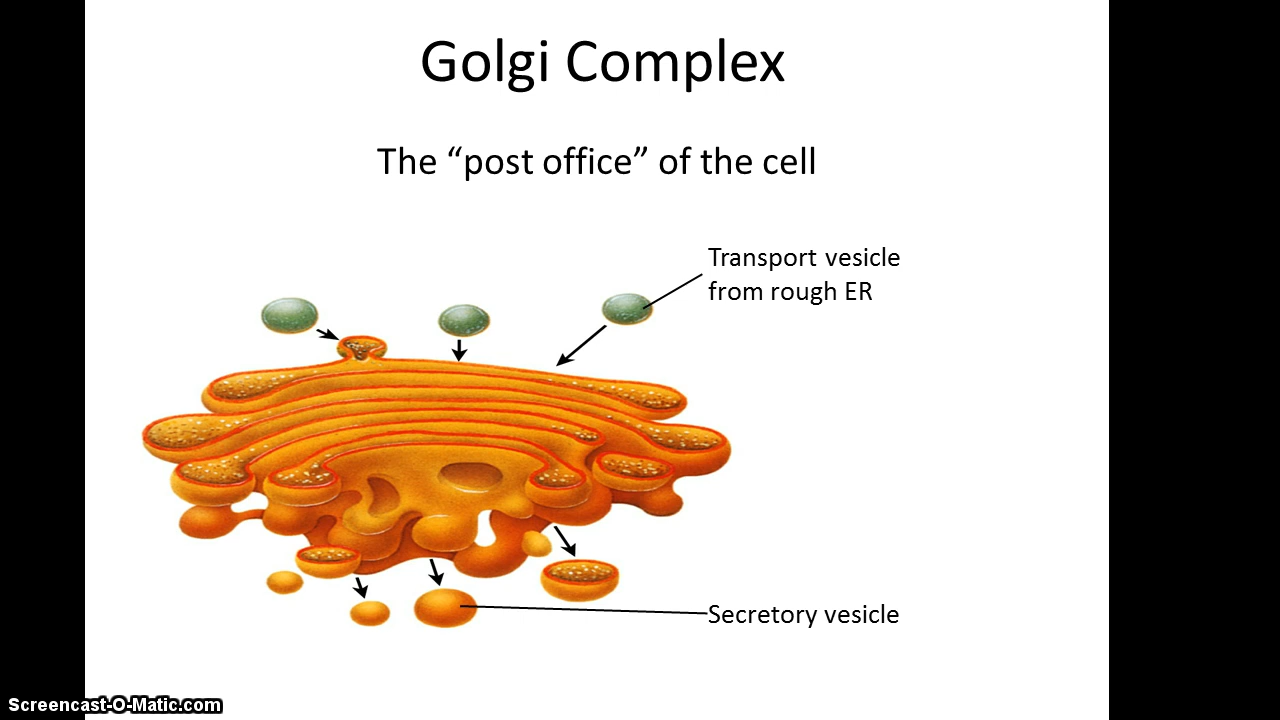 Golgi Complex
The “post office” of the cell
Transport vesicle
from rough ER
Secretory vesicle
Screencast-O-Matic.com